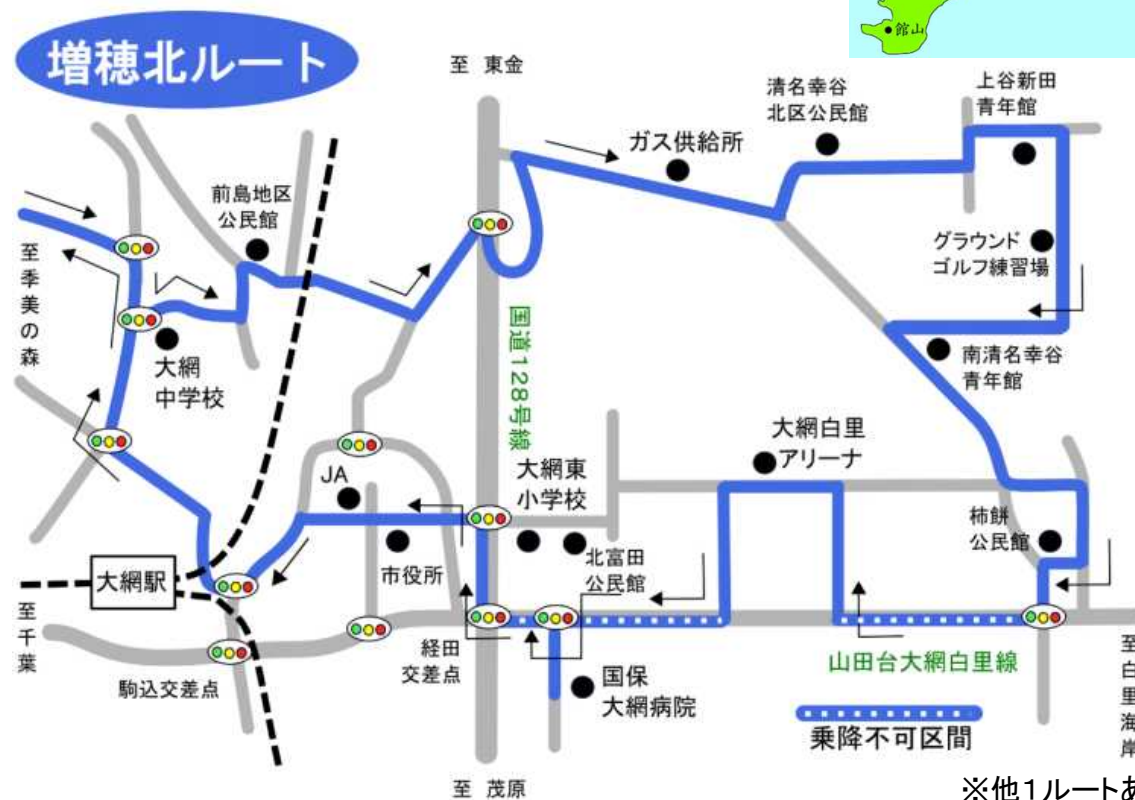 増穂北ルート
館山
至 東金
清名幸谷
北区公民館
上谷新田
青年館
ガス供給所
前島地区
公民館
グラウンド
ゴルフ練習場
至季美の森
大網
中学校
国道128号線
南清名幸谷
青年館
大網白里
アリーナ
JA
大網東
小学校
柿餅
公民館
市役所
北富田
公民館
大網駅
至千葉
経田
交差点
駒込交差点
国保
大網病院
山田台大網白里線
至白里海岸
乗降不可区間
至 茂原
※他1ルートあ